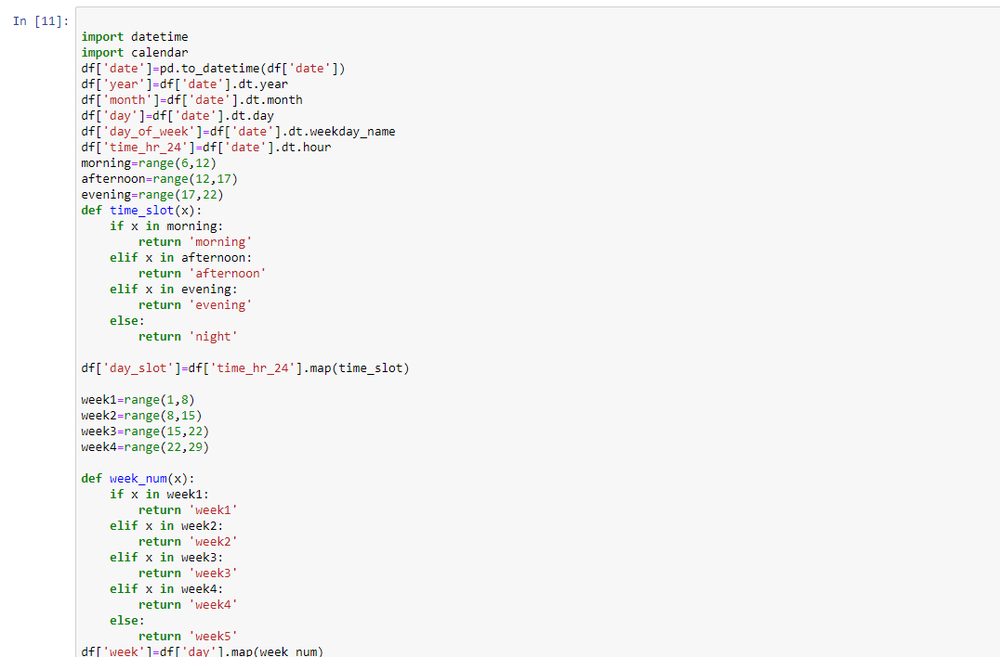 In [11]:
import datetime
import calendar
df['date']=pd.to_datetime(df['date'])
df['year']=df['date'].dt.year
df['month']=df['date'].dt.month
df['day']=df['date'].dt.day
df['day_of_week']=df['date'].dt.weekday_name
df['time_hr_24']=df['date'].dt.hour
morning=range(6,12)
afternoon=range(12,17)
evening=range(17,22)
def time_slot(x):
    if x in morning:
        return 'morning'
    elif x in afternoon:
        return 'afternoon'
    elif x in evening:
        return 'evening'
    else:
        return 'night'
df['day_slot']=df['time_hr_24'].map(time_slot)
week1=range(1,8)
week2=range(8,15)
week3=range(15,22)
week4=range(22,29)
def week_num(x):
    if x in week1:
        return 'week1'
    elif x in week2:
        return 'week2'
    elif x in week3:
        return 'week3'
    elif x in week4:
        return 'week4'
    else:
        return 'week5'
df['week']=df['day'].map(week_num)